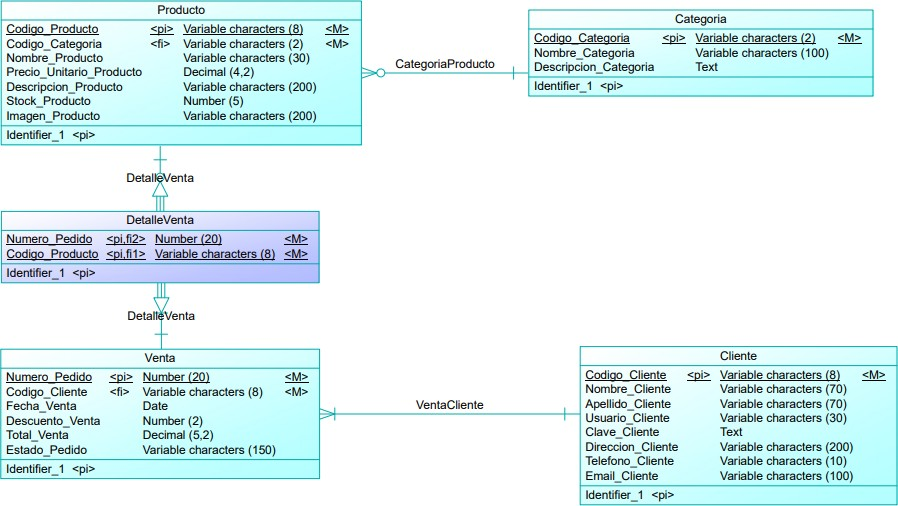 Producto
Codigo_Producto <pi> Variable characters (8) <M>
Codigo_Categoria <fi> Variable characters (2) <M>
Nombre_Producto Variable characters (30)
Precio_Unitario_Producto Decimal (4,2)
Descripcion_Producto Variable characters (200)
Stock_Producto Number (5)
Imagen_Producto Variable characters (200)
Identifier_1 <pi>
CategoriaProducto
Categoria
Codigo_Categoria <pi> Variable characters (2) <M>
Nombre_Categoria Variable characters (100)
Descripcion_Categoria Text
Identifier_1 <pi>
DetalleVenta
DetalleVenta
Numero_Pedido <pi,fi2> Number (20) <M>
Codigo_Producto <pi,fi1> Variable characters (8) <M>
Identifier_1 <pi>
DetalleVenta
Venta
Numero_Pedido <pi> Number (20) <M>
Codigo_Cliente <fi> Variable characters (8) <M>
Fecha_Venta Date
Descuento_Venta Number (2)
Total_Venta Decimal (5,2)
Estado_Pedido Variable characters (150)
Identifier_1 <pi>
VentaCliente
Cliente
Codigo_Cliente <pi> Variable characters (8) <M>
Nombre_Cliente Variable characters (70)
Apellido_Cliente Variable characters (70)
Usuario_Cliente Variable characters (30)
Clave_Cliente Text
Direccion_Cliente Variable characters (200)
Telefono_Cliente Variable characters (10)
Email_Cliente Variable characters (100)
Identifier_1 <pi>